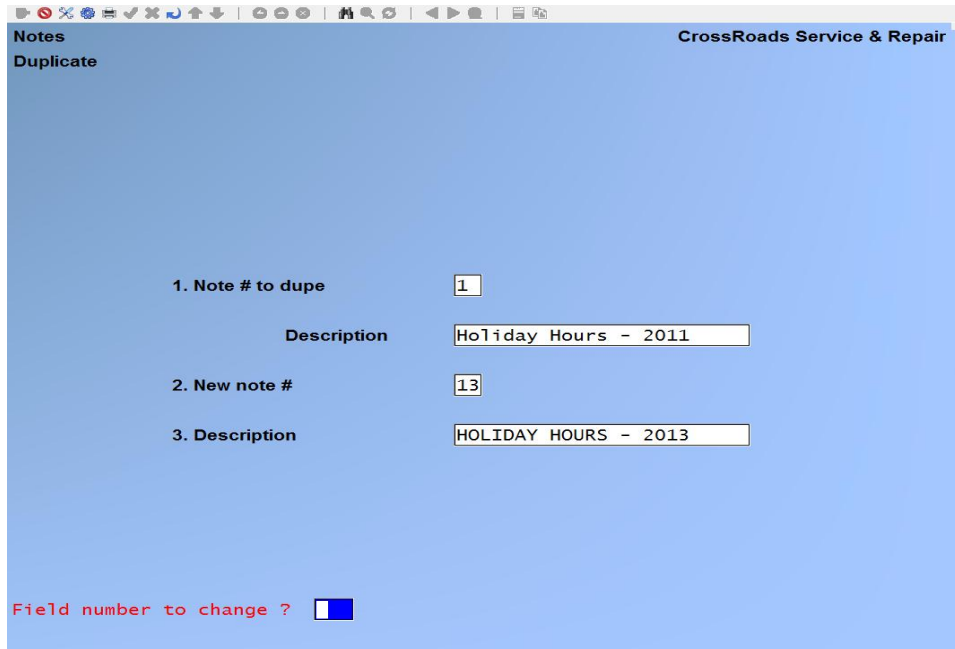 Notes CrossRoads Service & Repair
Duplicate
1. Note # to dupe 1
Description Holiday Hours - 2011
2. New note # 13
3. Description HOLIDAY HOURS - 2013
Field number to change ?